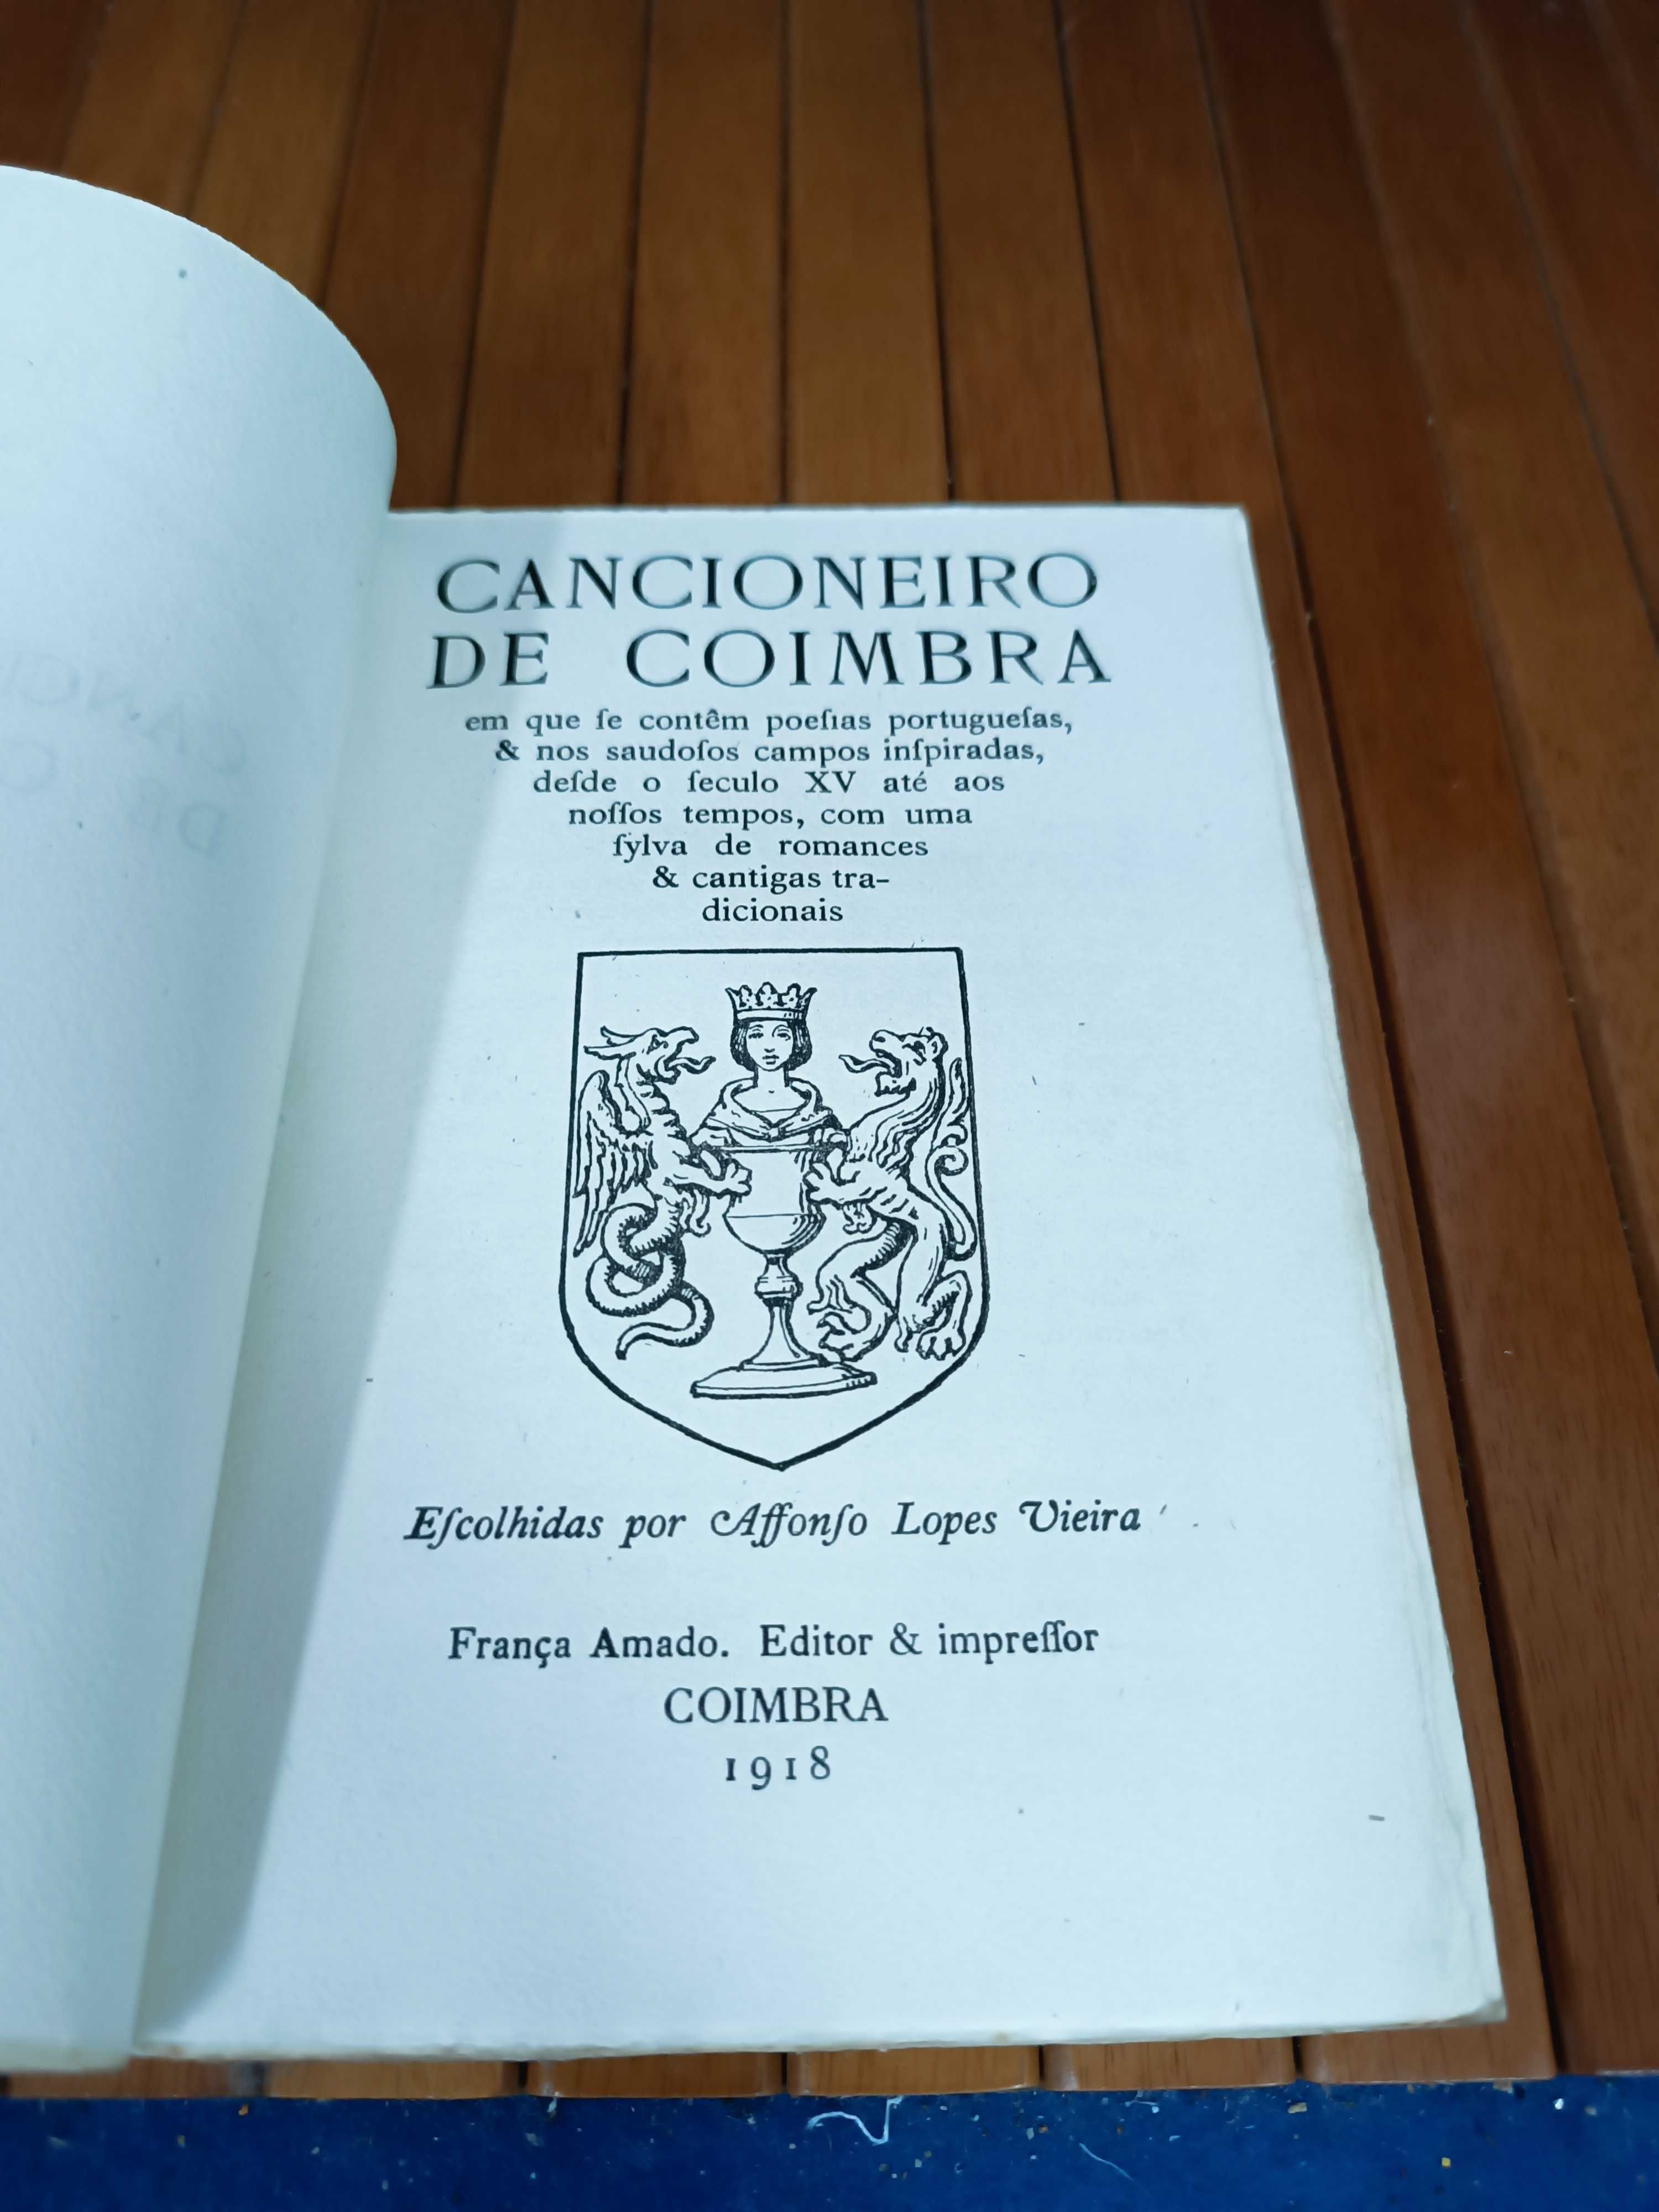 CANCIONEIRO
DE COIMBRA
em que ſe contêm poeſias portugueſas,
& nos saudoſos campos inſpiradas,
deſde o ſeculo XV até aos
noſſos tempos, com uma
ſylva de romances
& cantigas tra-
dicionais
Eſcolhidas por Affonſo Lopes Vieira
França Amado. Editor & impreſſor
COIMBRA
1918